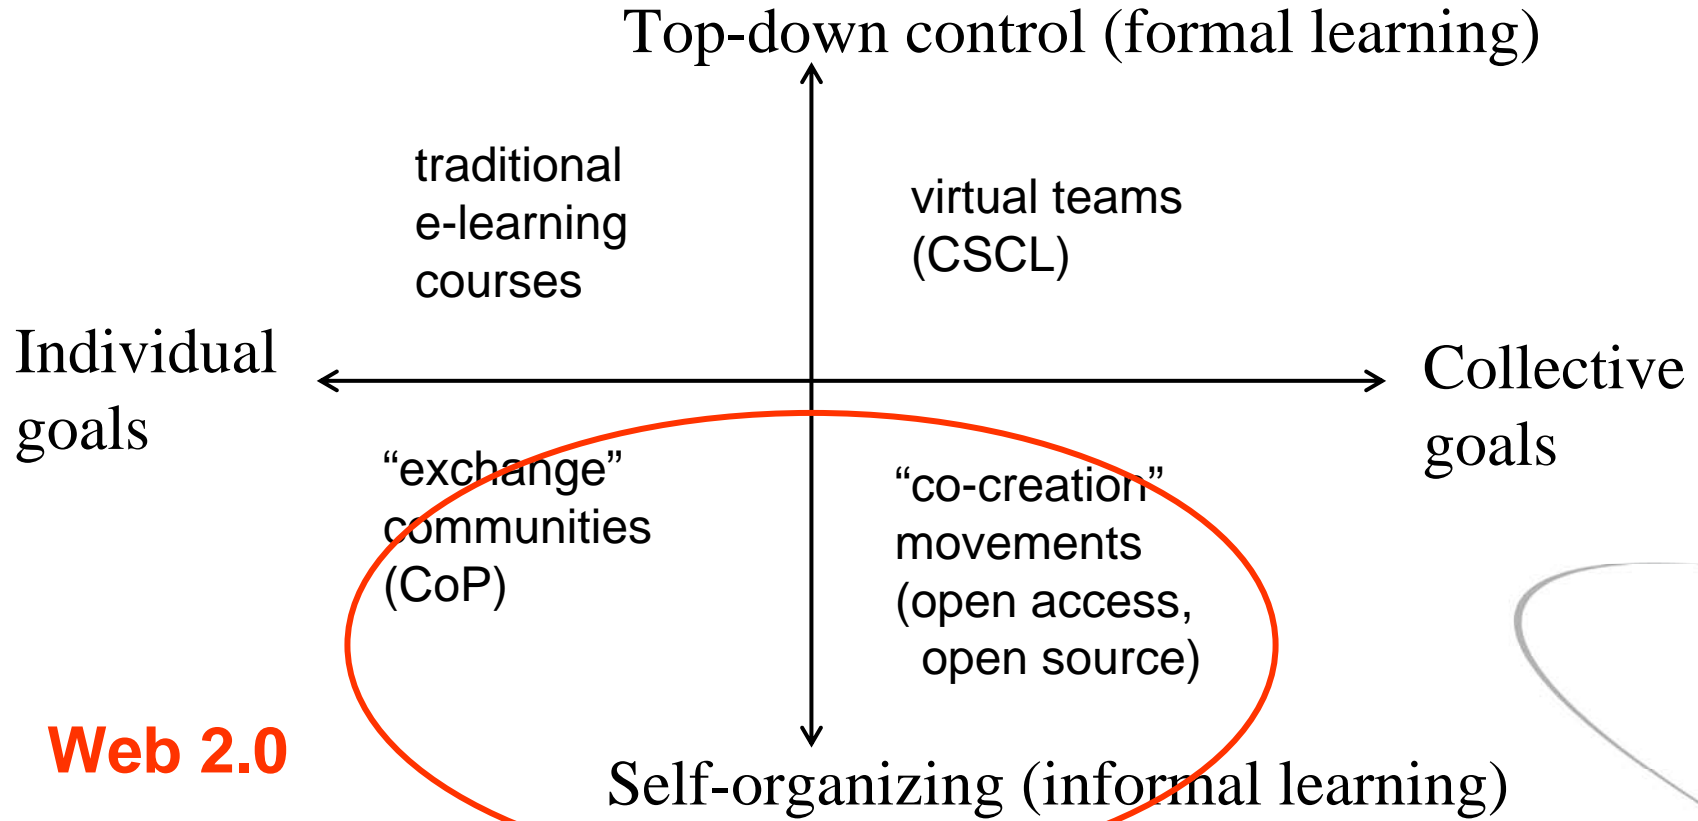 Top-down control (formal learning)
traditional
e-learning
courses
virtual teams
(CSCL)
Individual
goals
Collective
goals
“exchange”
communities
(CoP)
“co-creation”
movements
(open access,
open source)
Web 2.0
Self-organizing (informal learning)